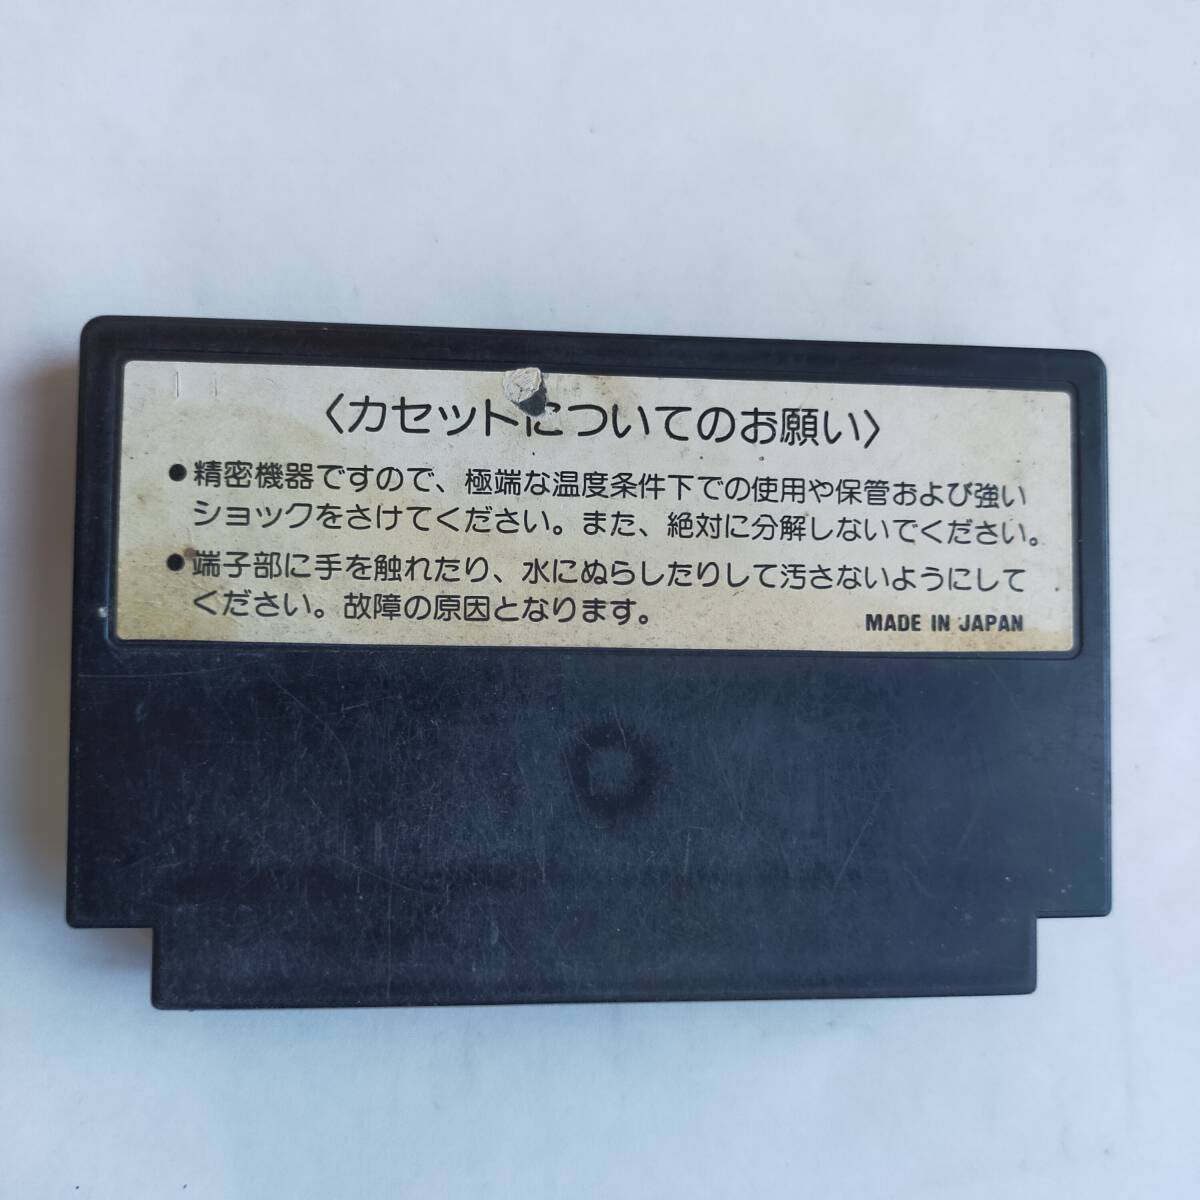 〈カセットについてのお願い〉
●精密機器ですので、極端な温度条件下での使用や保管および強い
ショックをさけてください。また、絶対に分解しないでください。
●端子部に手を触れたり、水にぬらしたりして汚さないようにして
ください。故障の原因となります。
MADE IN JAPAN